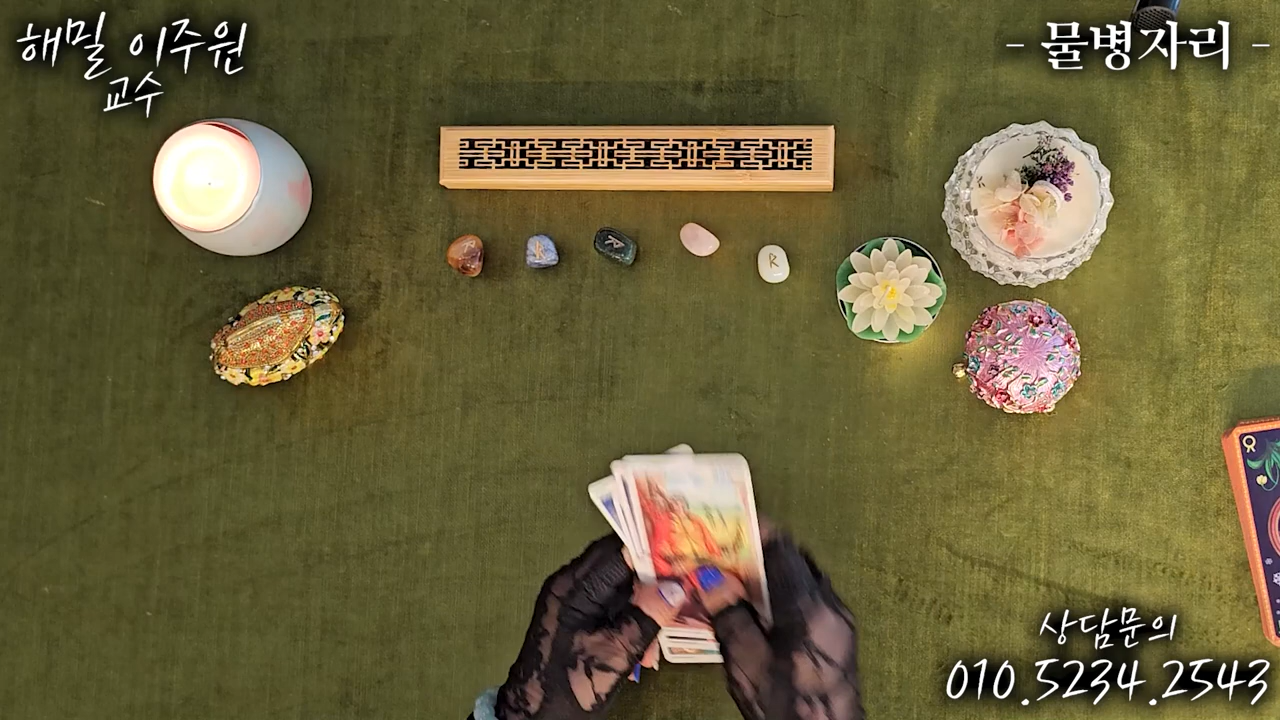 해밀 이주원
교수
- 물병자리 -
상담문의
010.5234.2543